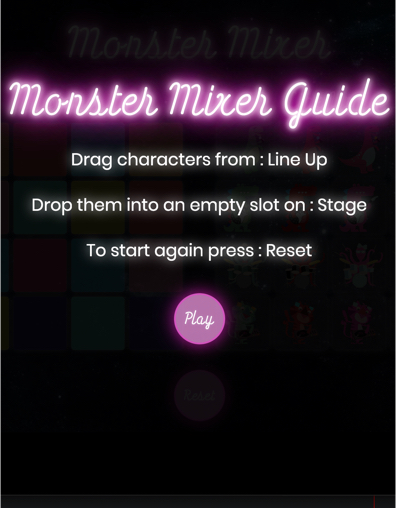 Monster Mixer
Monster Mixer Guide
Drag characters from : Line Up
Drop them into an empty slot on : Stage
To start again press : Reset
Play
Reset